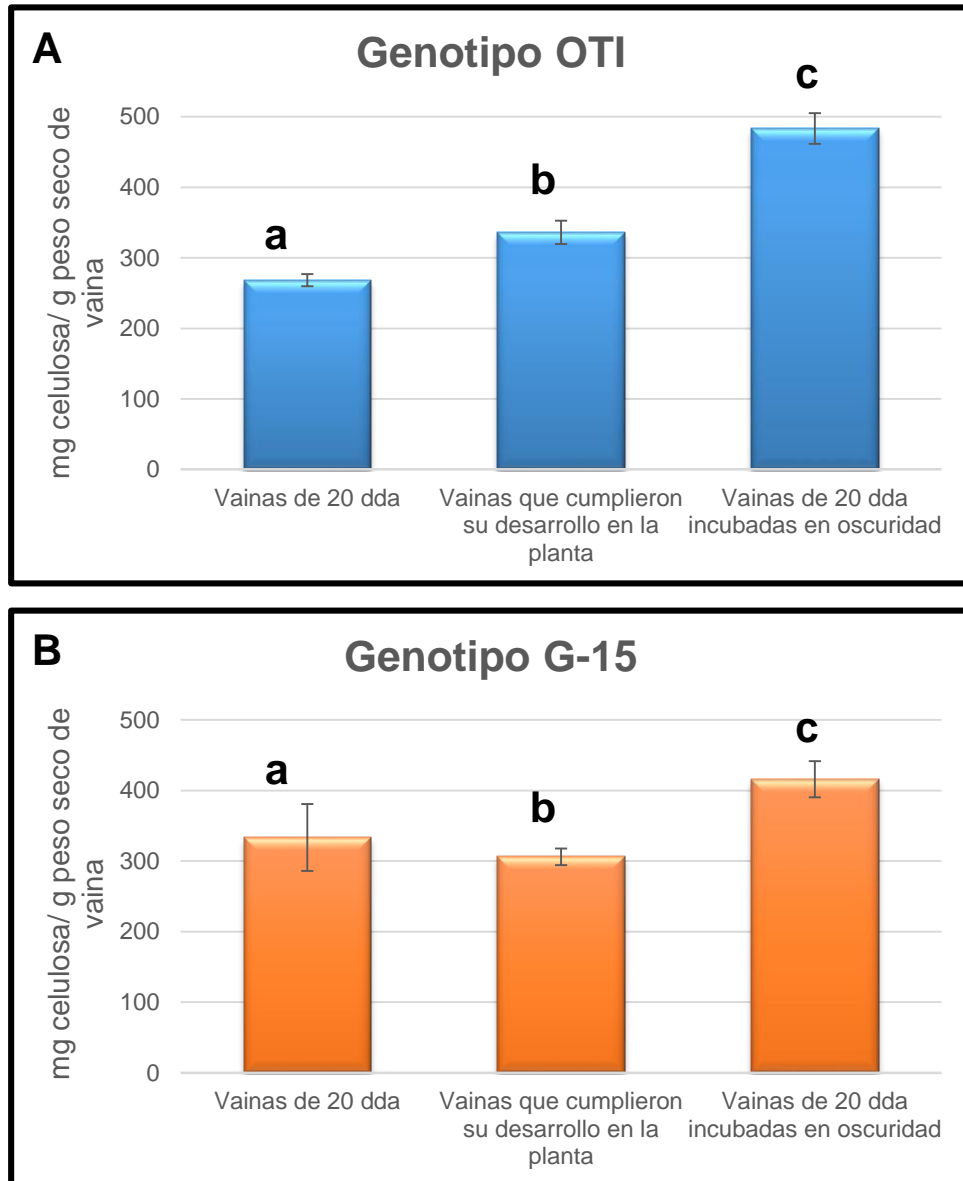 A
Genotipo OTI
mg celulosa/ g peso seco de
vaina
500
400
300
200
100
0
a
b
c
Vainas de 20 dda
Vainas que cumplieron
su desarrollo en la
planta
Vainas de 20 dda
incubadas en oscuridad
B
Genotipo G-15
mg celulosa/ g peso seco de
vaina
500
400
300
200
100
0
a
b
c
Vainas de 20 dda
Vainas que cumplieron
su desarrollo en la
planta
Vainas de 20 dda
incubadas en oscuridad